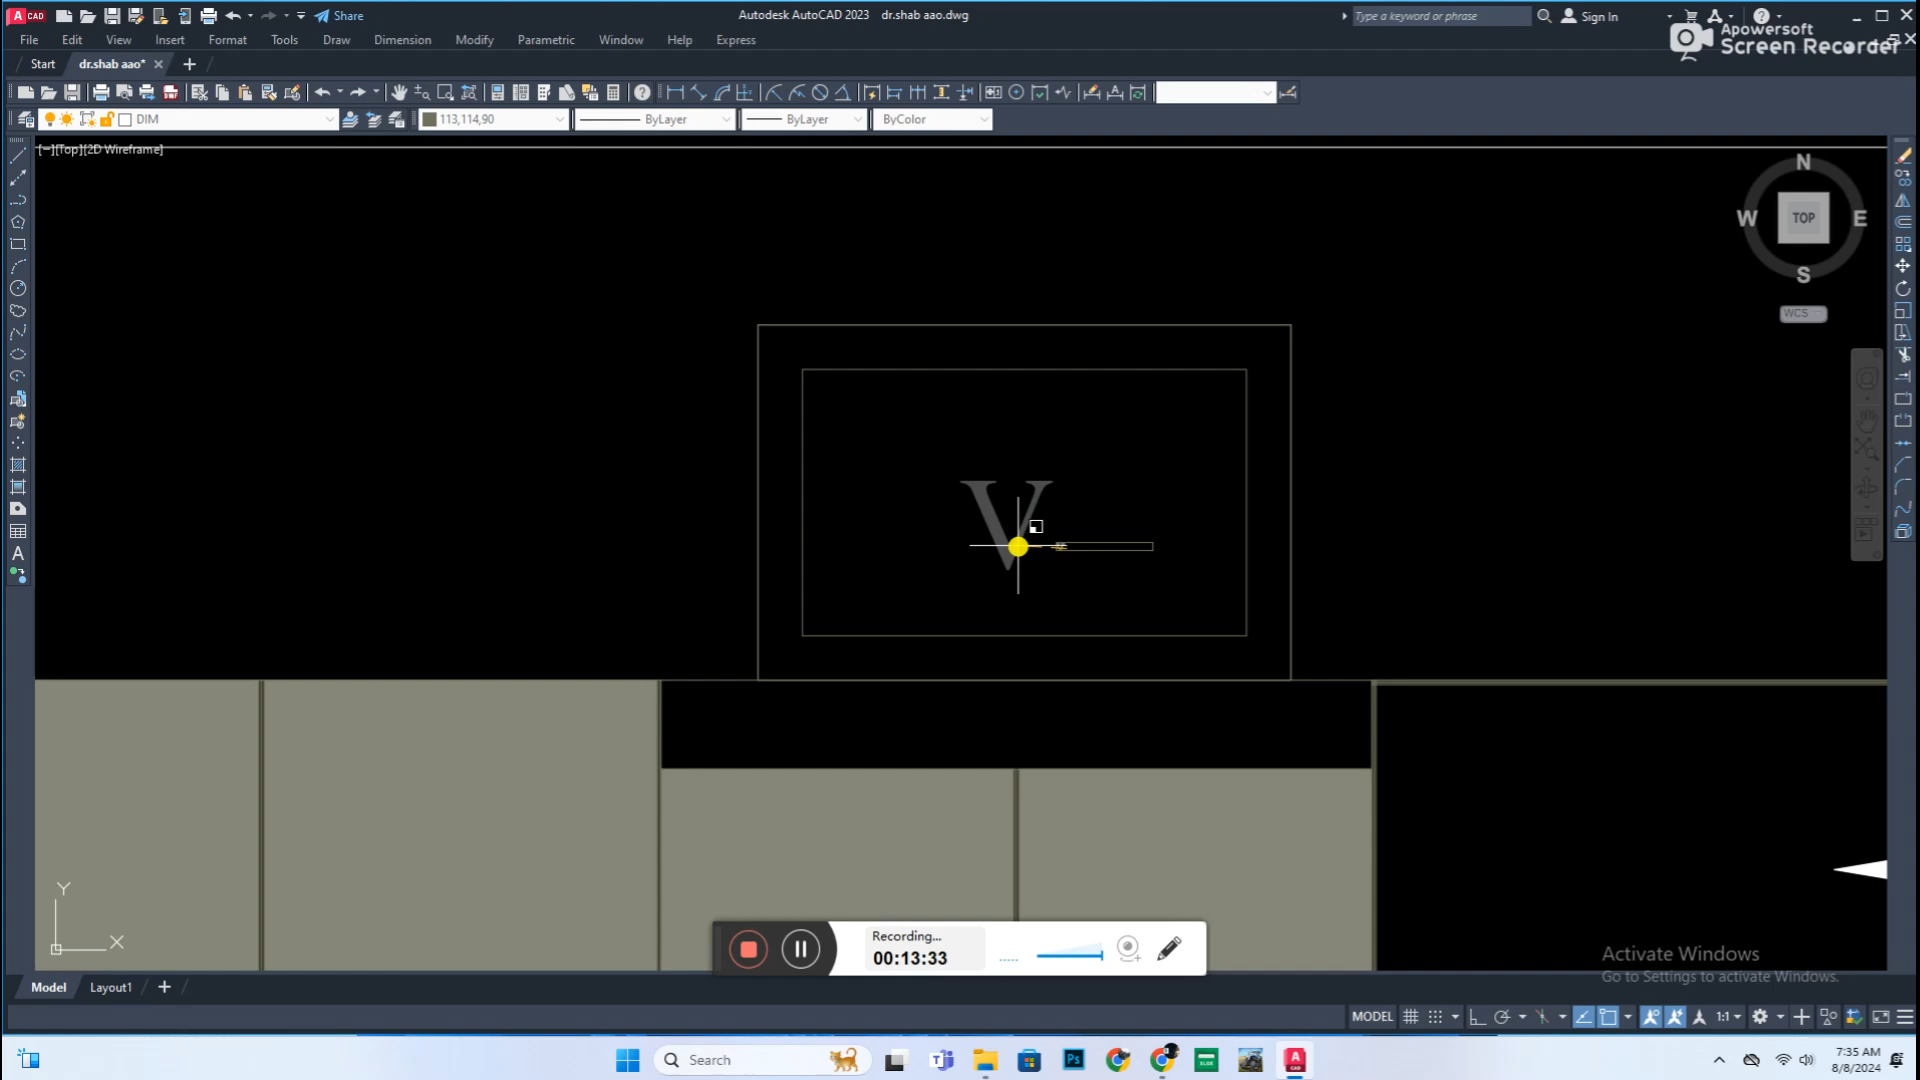 CAD
Share
Autodesk AutoCAD 2023 dr.shab aao.dwg
Type a keyword or phrase
Sign In
File Edit View Insert Format Tools Draw Dimension Modify Parametric Window Help Express
Apowersoft
Screen Recorder
Start dr.shab aao*
DIM 113,114,90 ByLayer ByLayer ByColor
[−][Top][2D Wireframe]
N
W TOP E
S
WCS
V
Y
X
Recording...
00:13:33
Activate Windows
Go to Settings to activate Windows.
Model Layout1
MODEL 1:1
Search
Ps
A CAD
7:35 AM
8/8/2024